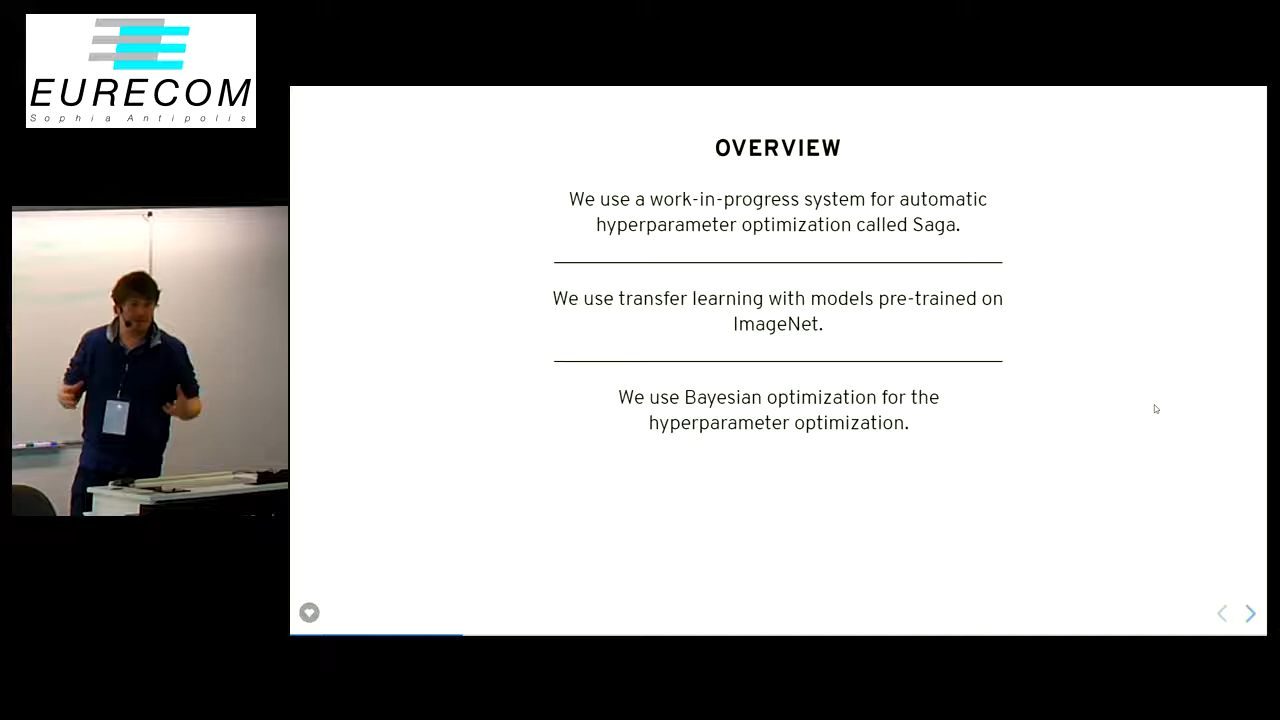 EURECOM
Sophia Antipolis
OVERVIEW
We use a work-in-progress system for automatic
hyperparameter optimization called Saga.
We use transfer learning with models pre-trained on
ImageNet.
We use Bayesian optimization for the
hyperparameter optimization.